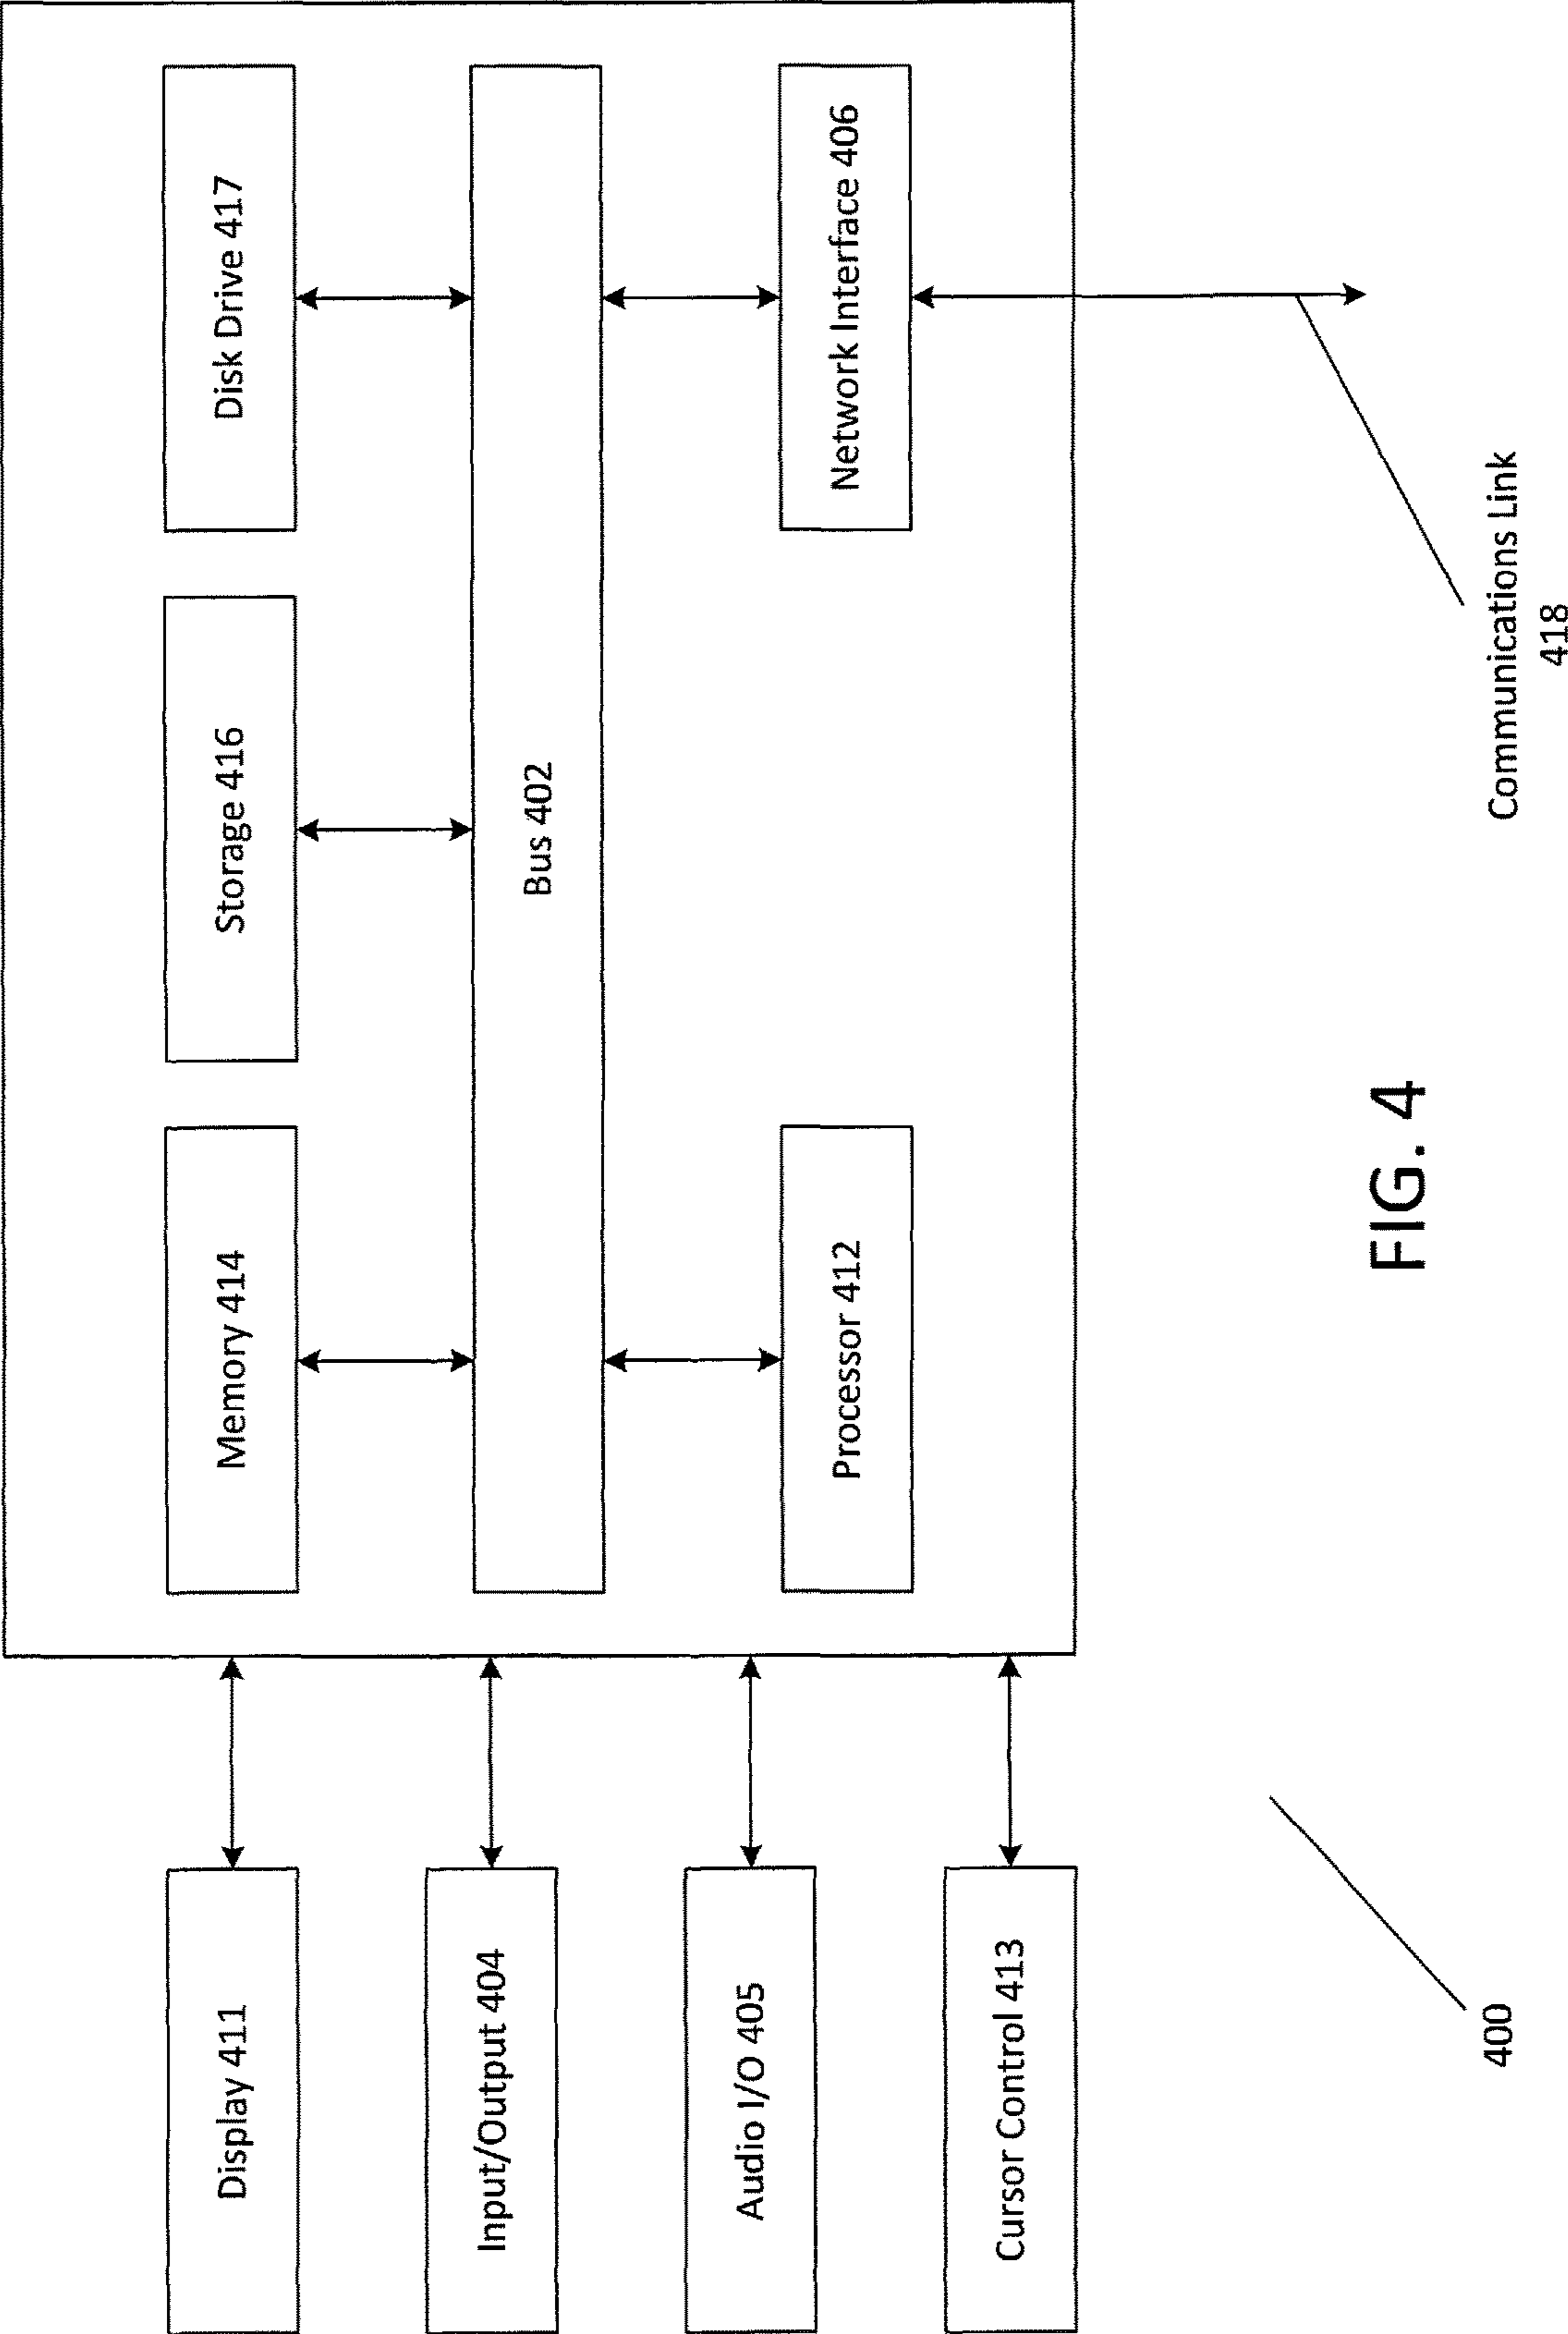 Display 411
Memory 414
Storage 416
Disk Drive 417
Input/Output 404
Bus 402
Audio I/O 405
Cursor Control 413
Processor 412
Network Interface 406
400
FIG. 4
Communications Link
418